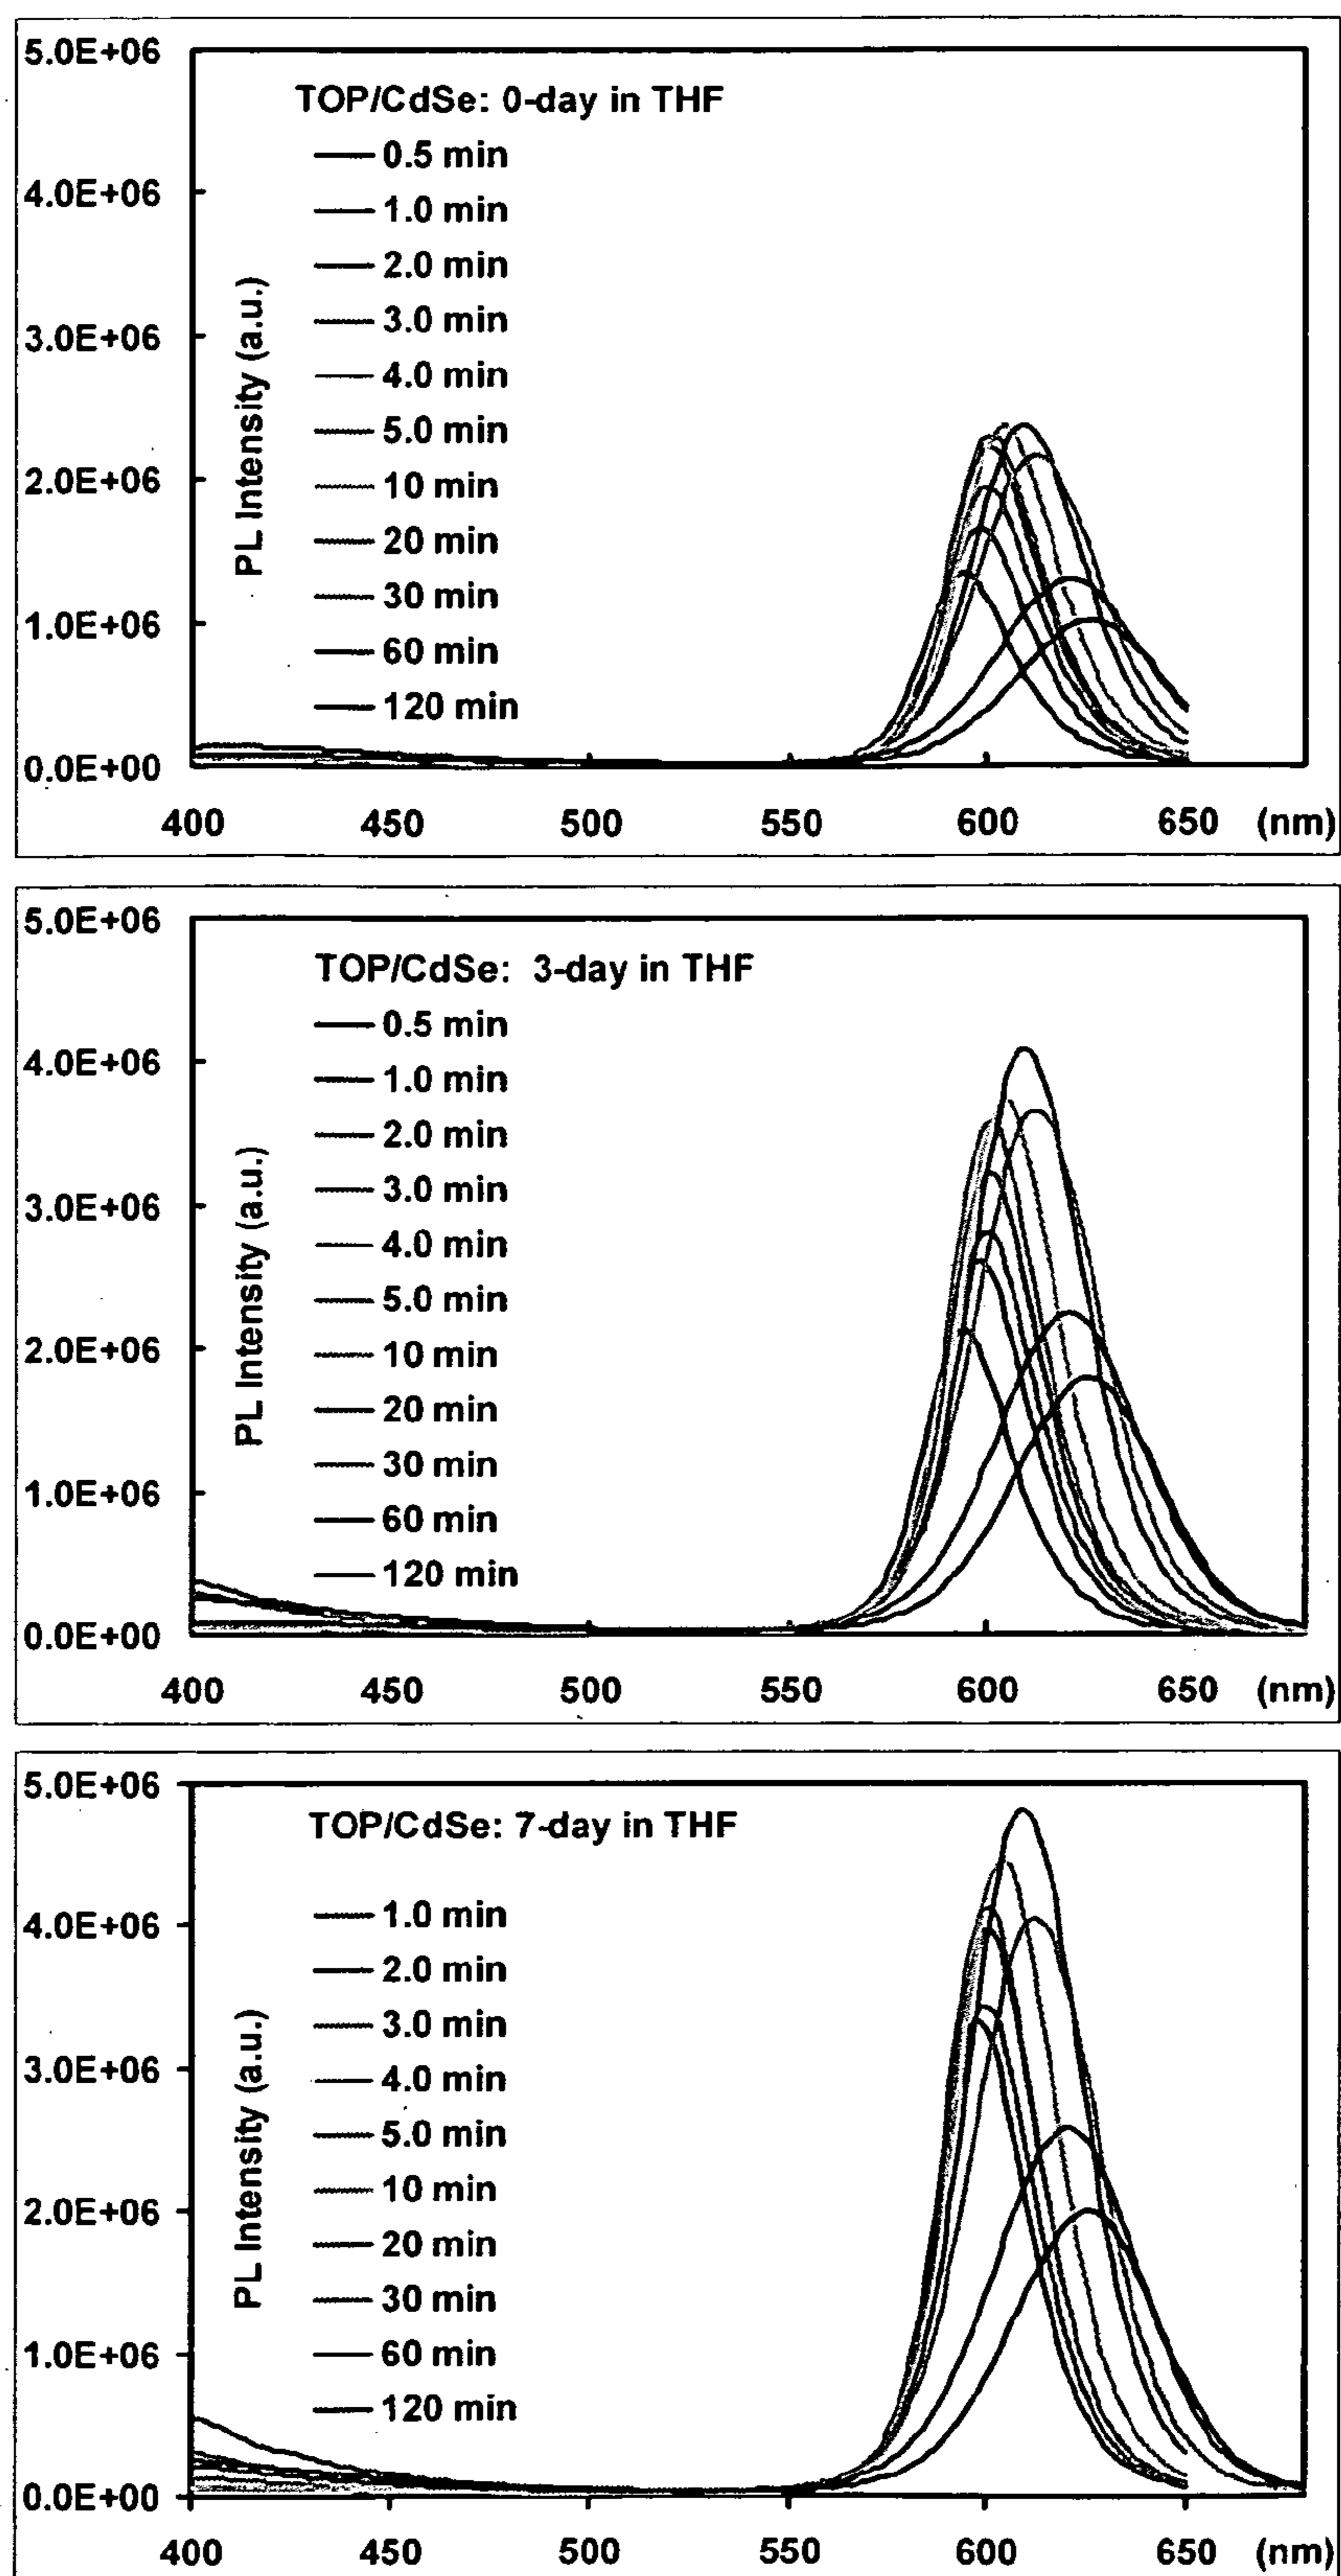 5.0E+06
TOP/CdSe: 0-day in THF
0.5 min
4.0E+06
1.0 min
2.0 min
3.0E+06
3.0 min
4.0 min
5.0 min
2.0E+06
10 min
20 min
30 min
1.0E+06
60 min
120 min
0.0E+00
PL Intensity (a.u.)
400 450 500 550 600 650 (nm)
5.0E+06
TOP/CdSe: 3-day in THF
0.5 min
4.0E+06
1.0 min
2.0 min
3.0E+06
3.0 min
4.0 min
5.0 min
2.0E+06
10 min
20 min
30 min
1.0E+06
60 min
120 min
0.0E+00
PL Intensity (a.u.)
400 450 500 550 600 650 (nm)
5.0E+06
TOP/CdSe: 7-day in THF
1.0 min
4.0E+06
2.0 min
3.0 min
3.0E+06
4.0 min
5.0 min
10 min
2.0E+06
20 min
30 min
1.0E+06
60 min
120 min
0.0E+00
PL Intensity (a.u.)
400 450 500 550 600 650 (nm)